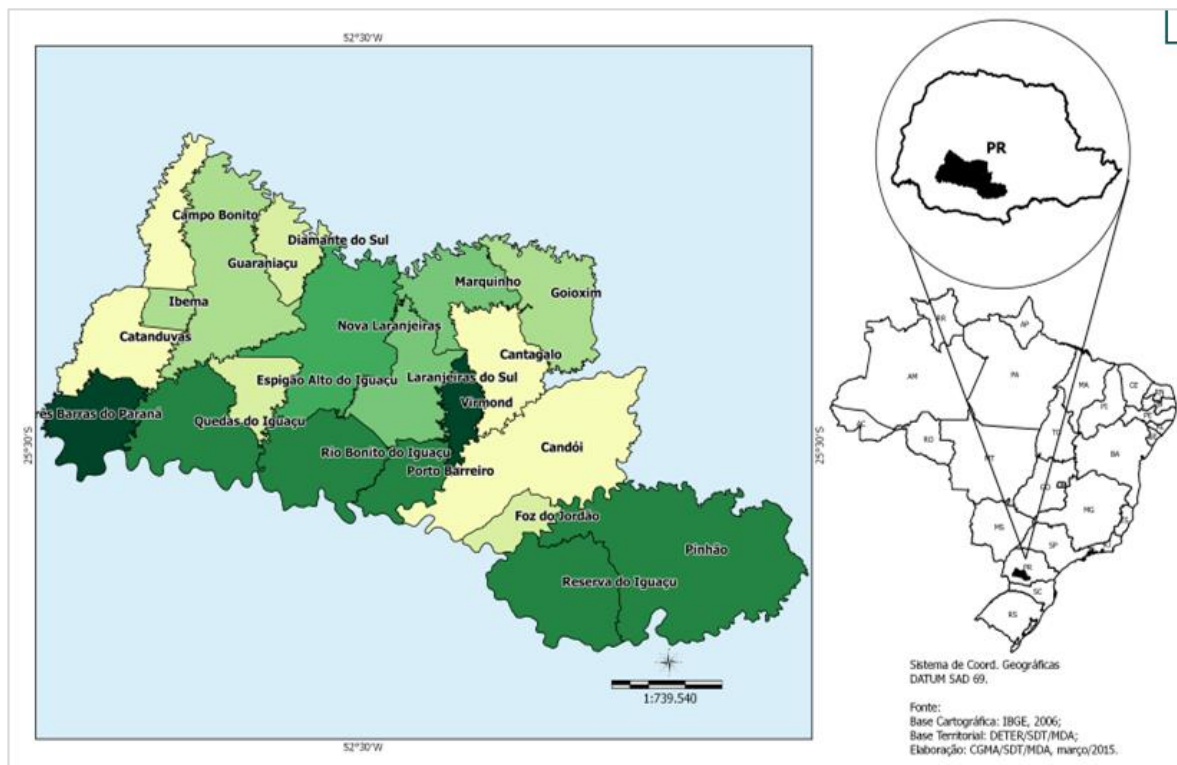 52°30'W
Campo Bonito
Diamante do Sul
Guaraniaçu
Marquinho
Goioxim
Ibema
Nova Laranjeiras
Catanduvas
Cantagalo
Espigão Alto do Iguaçu
Laranjeiras do Sul
Virmond
rês Barras do Paraná
Quedas do Iguaçu
25°30'S
25°30'S
Rio Bonito do Iguaçu
Candói
Porto Barreiro
Foz do Jordão
Pinhão
Reserva do Iguaçu
1:739.540
52°30'W
PR
RR
AP
AM
PA
MA
CE
AC
RO
TO
BA
MT
GO
MG
MS
SP
PR
SC
RS
Sistema de Coord. Geográficas
DATUM SAD 69.
Fonte:
Base Cartográfica: IBGE, 2006;
Base Territorial: DETER/SDT/MDA;
Elaboração: CGMA/SDT/MDA, março/2015.